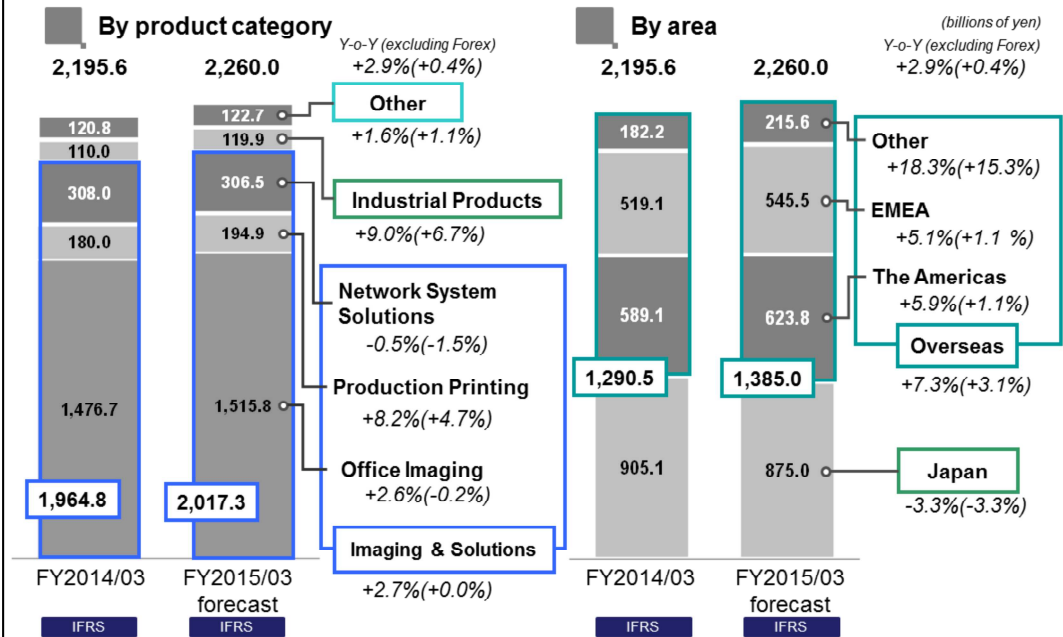 By product category
Y-o-Y (excluding Forex)
2,195.6
2,260.0
+2.9%(+0.4%)
Other
+1.6%(+1.1%)
120.8
122.7
110.0
119.9
Industrial Products
+9.0%(+6.7%)
308.0
306.5
180.0
194.9
Network System
Solutions
-0.5%(-1.5%)
Production Printing
+8.2%(+4.7%)
1,476.7
1,515.8
Office Imaging
+2.6%(-0.2%)
1,964.8
2,017.3
Imaging & Solutions
+2.7%(+0.0%)
FY2014/03
FY2015/03
forecast
IFRS
IFRS
By area
(billions of yen)
Y-o-Y (excluding Forex)
2,195.6
2,260.0
+2.9%(+0.4%)
182.2
215.6
Other
+18.3%(+15.3%)
519.1
545.5
EMEA
+5.1%(+1.1 %)
The Americas
+5.9%(+1.1%)
589.1
623.8
Overseas
1,290.5
1,385.0
+7.3%(+3.1%)
905.1
875.0
Japan
-3.3%(-3.3%)
FY2014/03
FY2015/03
forecast
IFRS
IFRS